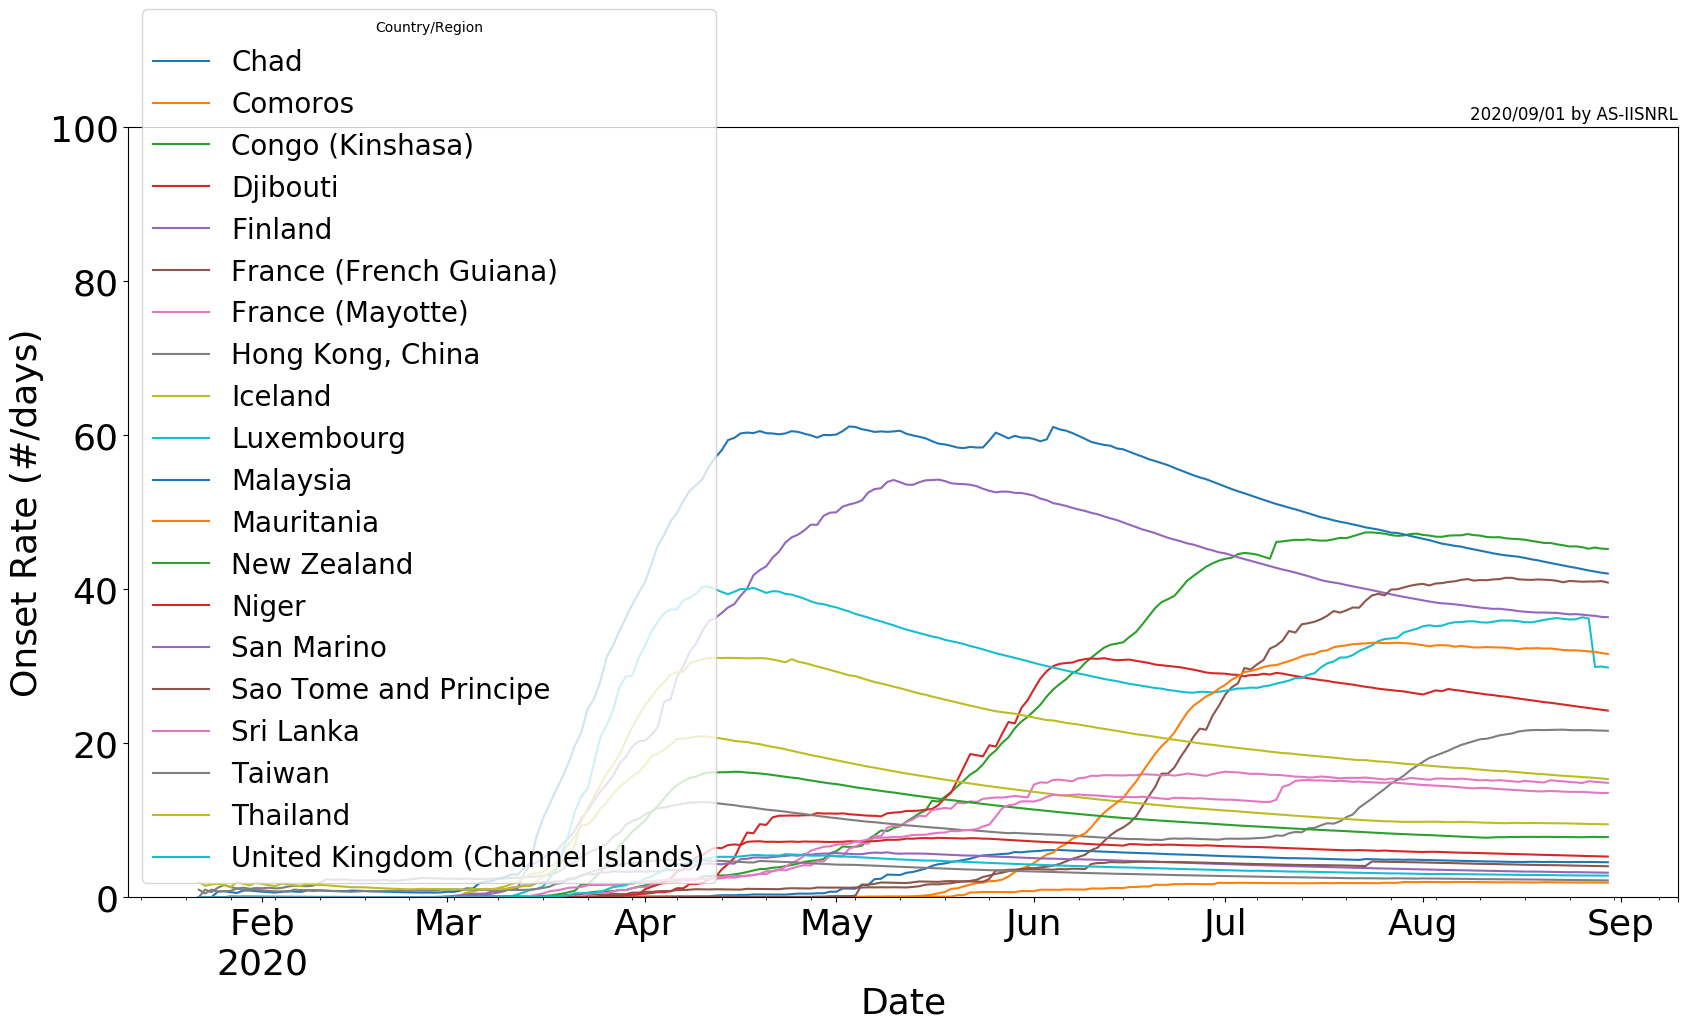 Country/Region
Chad
Comoros
Congo (Kinshasa)
Djibouti
Finland
France (French Guiana)
France (Mayotte)
Hong Kong, China
Iceland
Luxembourg
Malaysia
Mauritania
New Zealand
Niger
San Marino
Sao Tome and Principe
Sri Lanka
Taiwan
Thailand
United Kingdom (Channel Islands)
2020/09/01 by AS-IISNRL
Onset Rate (#/days)
100
80
60
40
20
0
Feb Mar Apr May Jun Jul Aug Sep
2020
Date